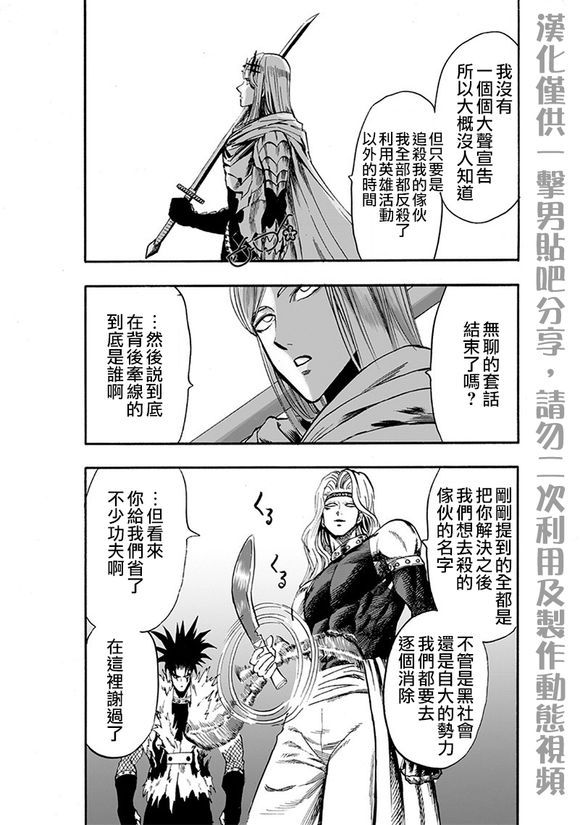 我沒有
一個個大聲宣告
所以大概沒人知道
但只要是
追殺我的傢伙
我全部都反殺了
利用英雄活動
以外的時間
無聊的套話
結束了嗎？
…然後説到底
在背後牽線的
到底是誰啊
剛剛提到的全都是
把你解決之後
我們想去殺的
傢伙的名字
不管是黑社會
還是自大的勢力
我們都要去
逐個消除
くる
くる
…但看來
你給我們省了
不少功夫啊
在這裡謝過了
漢化僅供一擊男貼吧分享，請勿二次利用及製作動態視頻